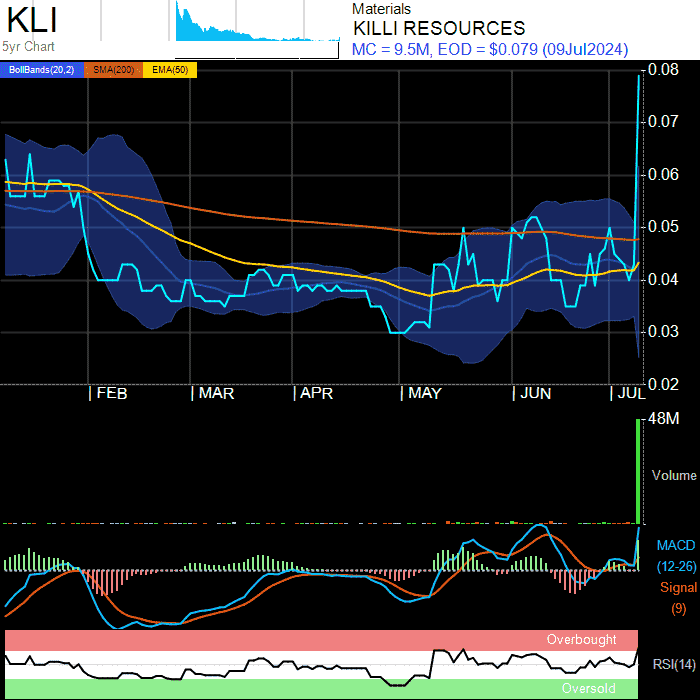 KLI
5yr Chart
Materials
KILLI RESOURCES
MC = 9.5M, EOD = $0.079 (09Jul2024)
BollBands(20,2) SMA(200) EMA(50)
0.08
0.07
0.06
0.05
0.04
0.03
0.02
FEB MAR APR MAY JUN JUL
48M
Volume
MACD
(12-26)
Signal
(9)
Overbought
RSI(14)
Oversold